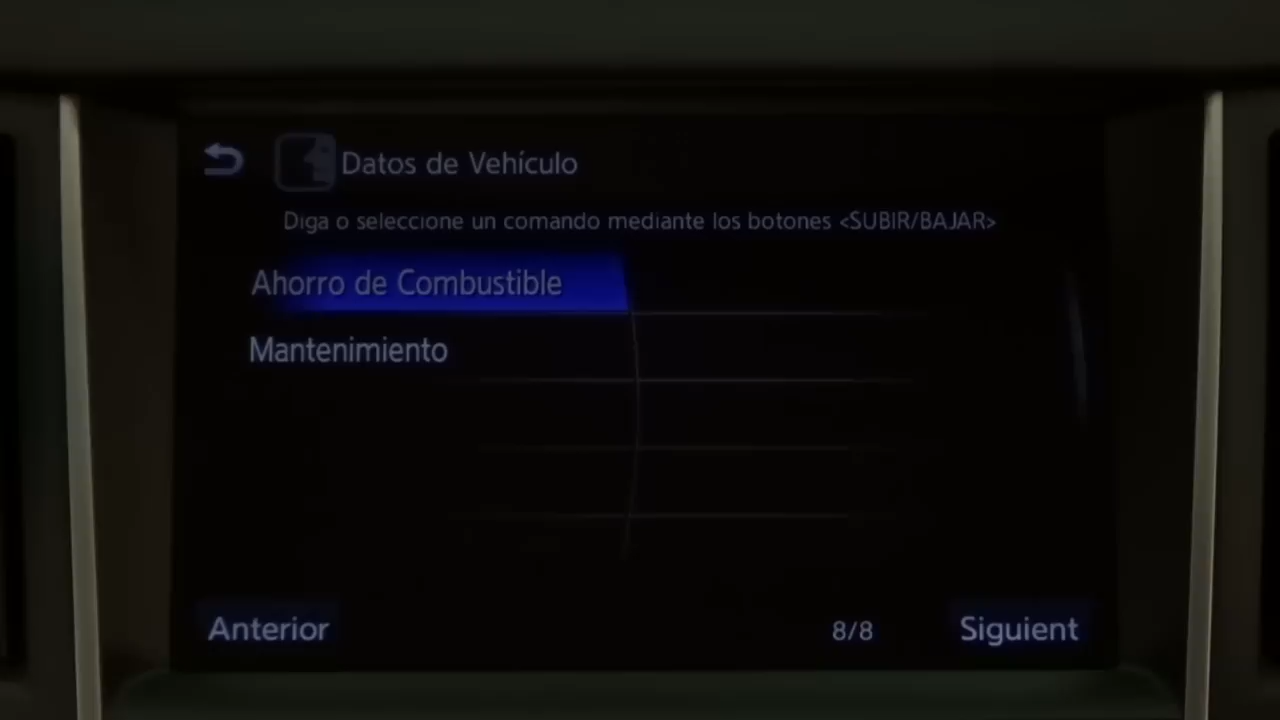 Datos de Vehículo
Diga o seleccione un comando mediante los botones <SUBIR/BAJAR>
Ahorro de Combustible
Mantenimiento
Anterior
8/8
Siguient